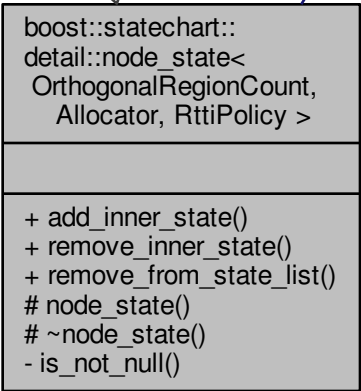 boost::statechart::
detail::node_state<
OrthogonalRegionCount,
Allocator, RttiPolicy >
+ add_inner_state()
+ remove_inner_state()
+ remove_from_state_list()
# node_state()
# ~node_state()
- is_not_null()